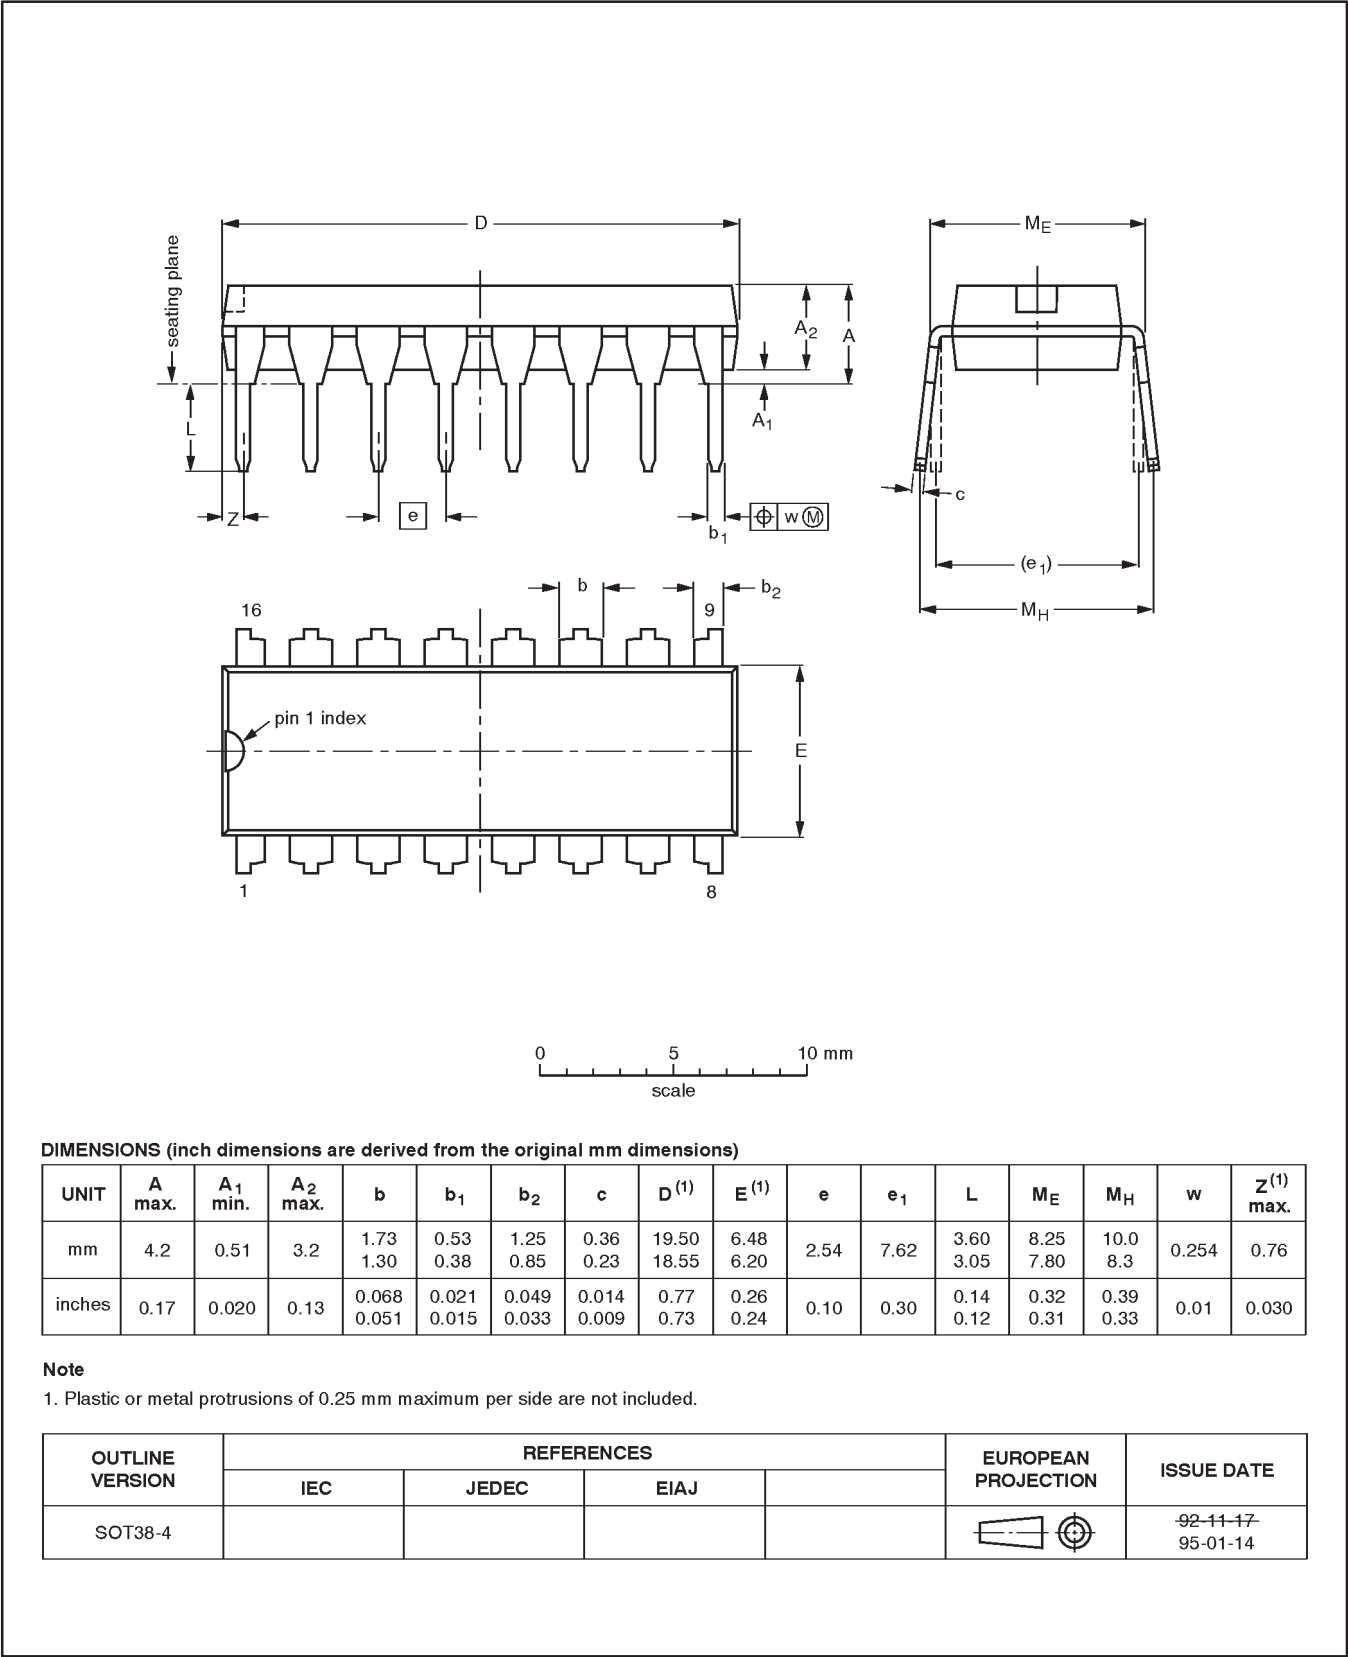 D
ME
seating plane
A2
A
L
A1
c
Z
e
b1
w M
(e1)
b
b2
MH
16
9
pin 1 index
E
1
8
0
5
10 mm
scale
DIMENSIONS (inch dimensions are derived from the original mm dimensions)
UNIT A max. A1 min. A2 max. b b1 b2 c D(1) E(1) e e1 L ME MH w Z(1) max.
mm 4.2 0.51 3.2 1.73 1.30 0.53 0.38 1.25 0.85 0.36 0.23 19.50 18.55 6.48 6.20 2.54 7.62 3.60 3.05 8.25 7.80 10.0 8.3 0.254 0.76
inches 0.17 0.020 0.13 0.068 0.051 0.021 0.015 0.049 0.033 0.014 0.009 0.77 0.73 0.26 0.24 0.10 0.30 0.14 0.12 0.32 0.31 0.39 0.33 0.01 0.030
Note
1. Plastic or metal protrusions of 0.25 mm maximum per side are not included.
OUTLINE VERSION
REFERENCES
EUROPEAN PROJECTION
ISSUE DATE
IEC JEDEC EIAJ
SOT38-4
92-11-17
95-01-14